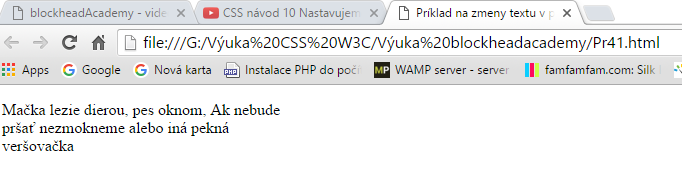 blockheadAcademy - vide
CSS návod 10 Nastavujem
Príklad na zmeny textu v p
file:///G:/Výuka%20CSS%20W3C/Výuka%20blockheadacademy/Pr41.html
Apps Google Google Nová karta Instalace PHP do počí WAMP server - server famfamfam.com: Silk I
Mačka lezie dierou, pes oknom, Ak nebude
pršať nezmokneme alebo iná pekná
veršovačka